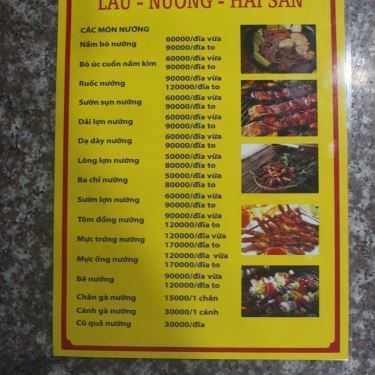 LẨU - NƯỚNG - HẢI SẢN
CÁC MÓN NƯỚNG
Nầm bò nướng 60000/đĩa vừa
90000/đĩa to
Bò úc cuốn nấm kim 60000/đĩa vừa
90000/đĩa to
Ruốc nướng 90000/đĩa vừa
120000/đĩa to
Sườn sụn nướng 60000/đĩa vừa
90000/đĩa to
Dải lợn nướng 60000/đĩa vừa
90000/đĩa to
Dạ dày nướng 60000/đĩa vừa
90000/đĩa to
Lòng lợn nướng 50000/đĩa vừa
80000/đĩa to
Ba chỉ nướng 50000/đĩa vừa
80000/đĩa to
Sườn lợn nướng 60000/đĩa vừa
90000/đĩa to
Tôm đồng nướng 90000/đĩa vừa
120000/đĩa to
Mực trứng nướng 120000/đĩa vừa
170000/đĩa to
Mực ống nướng 120000/đĩa vừa
170000/đĩa to
Bê nướng 90000/đĩa vừa
120000/đĩa to
Chân gà nướng 15000/1 chân
Cánh gà nướng 30000/1 cánh
Củ quả nướng 30000/đĩa